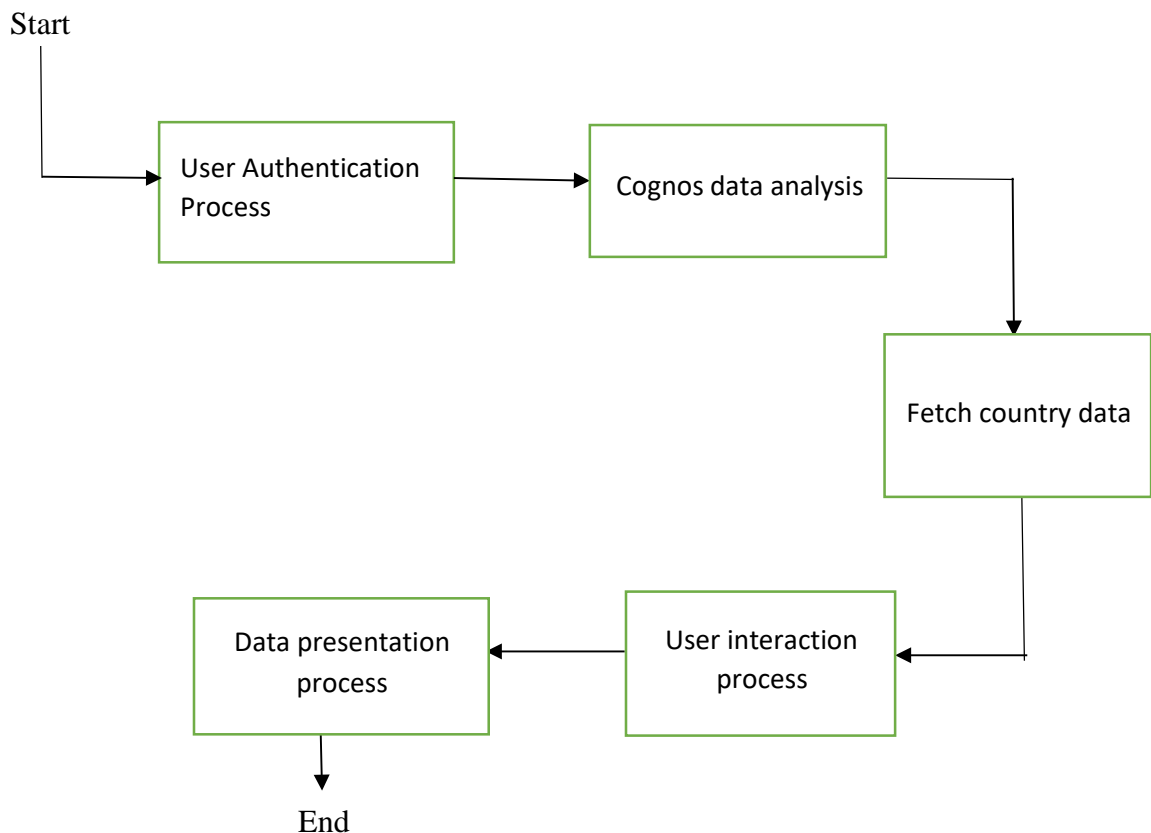 Start
User Authentication
Process
Cognos data analysis
Fetch country data
User interaction
process
Data presentation
process
End